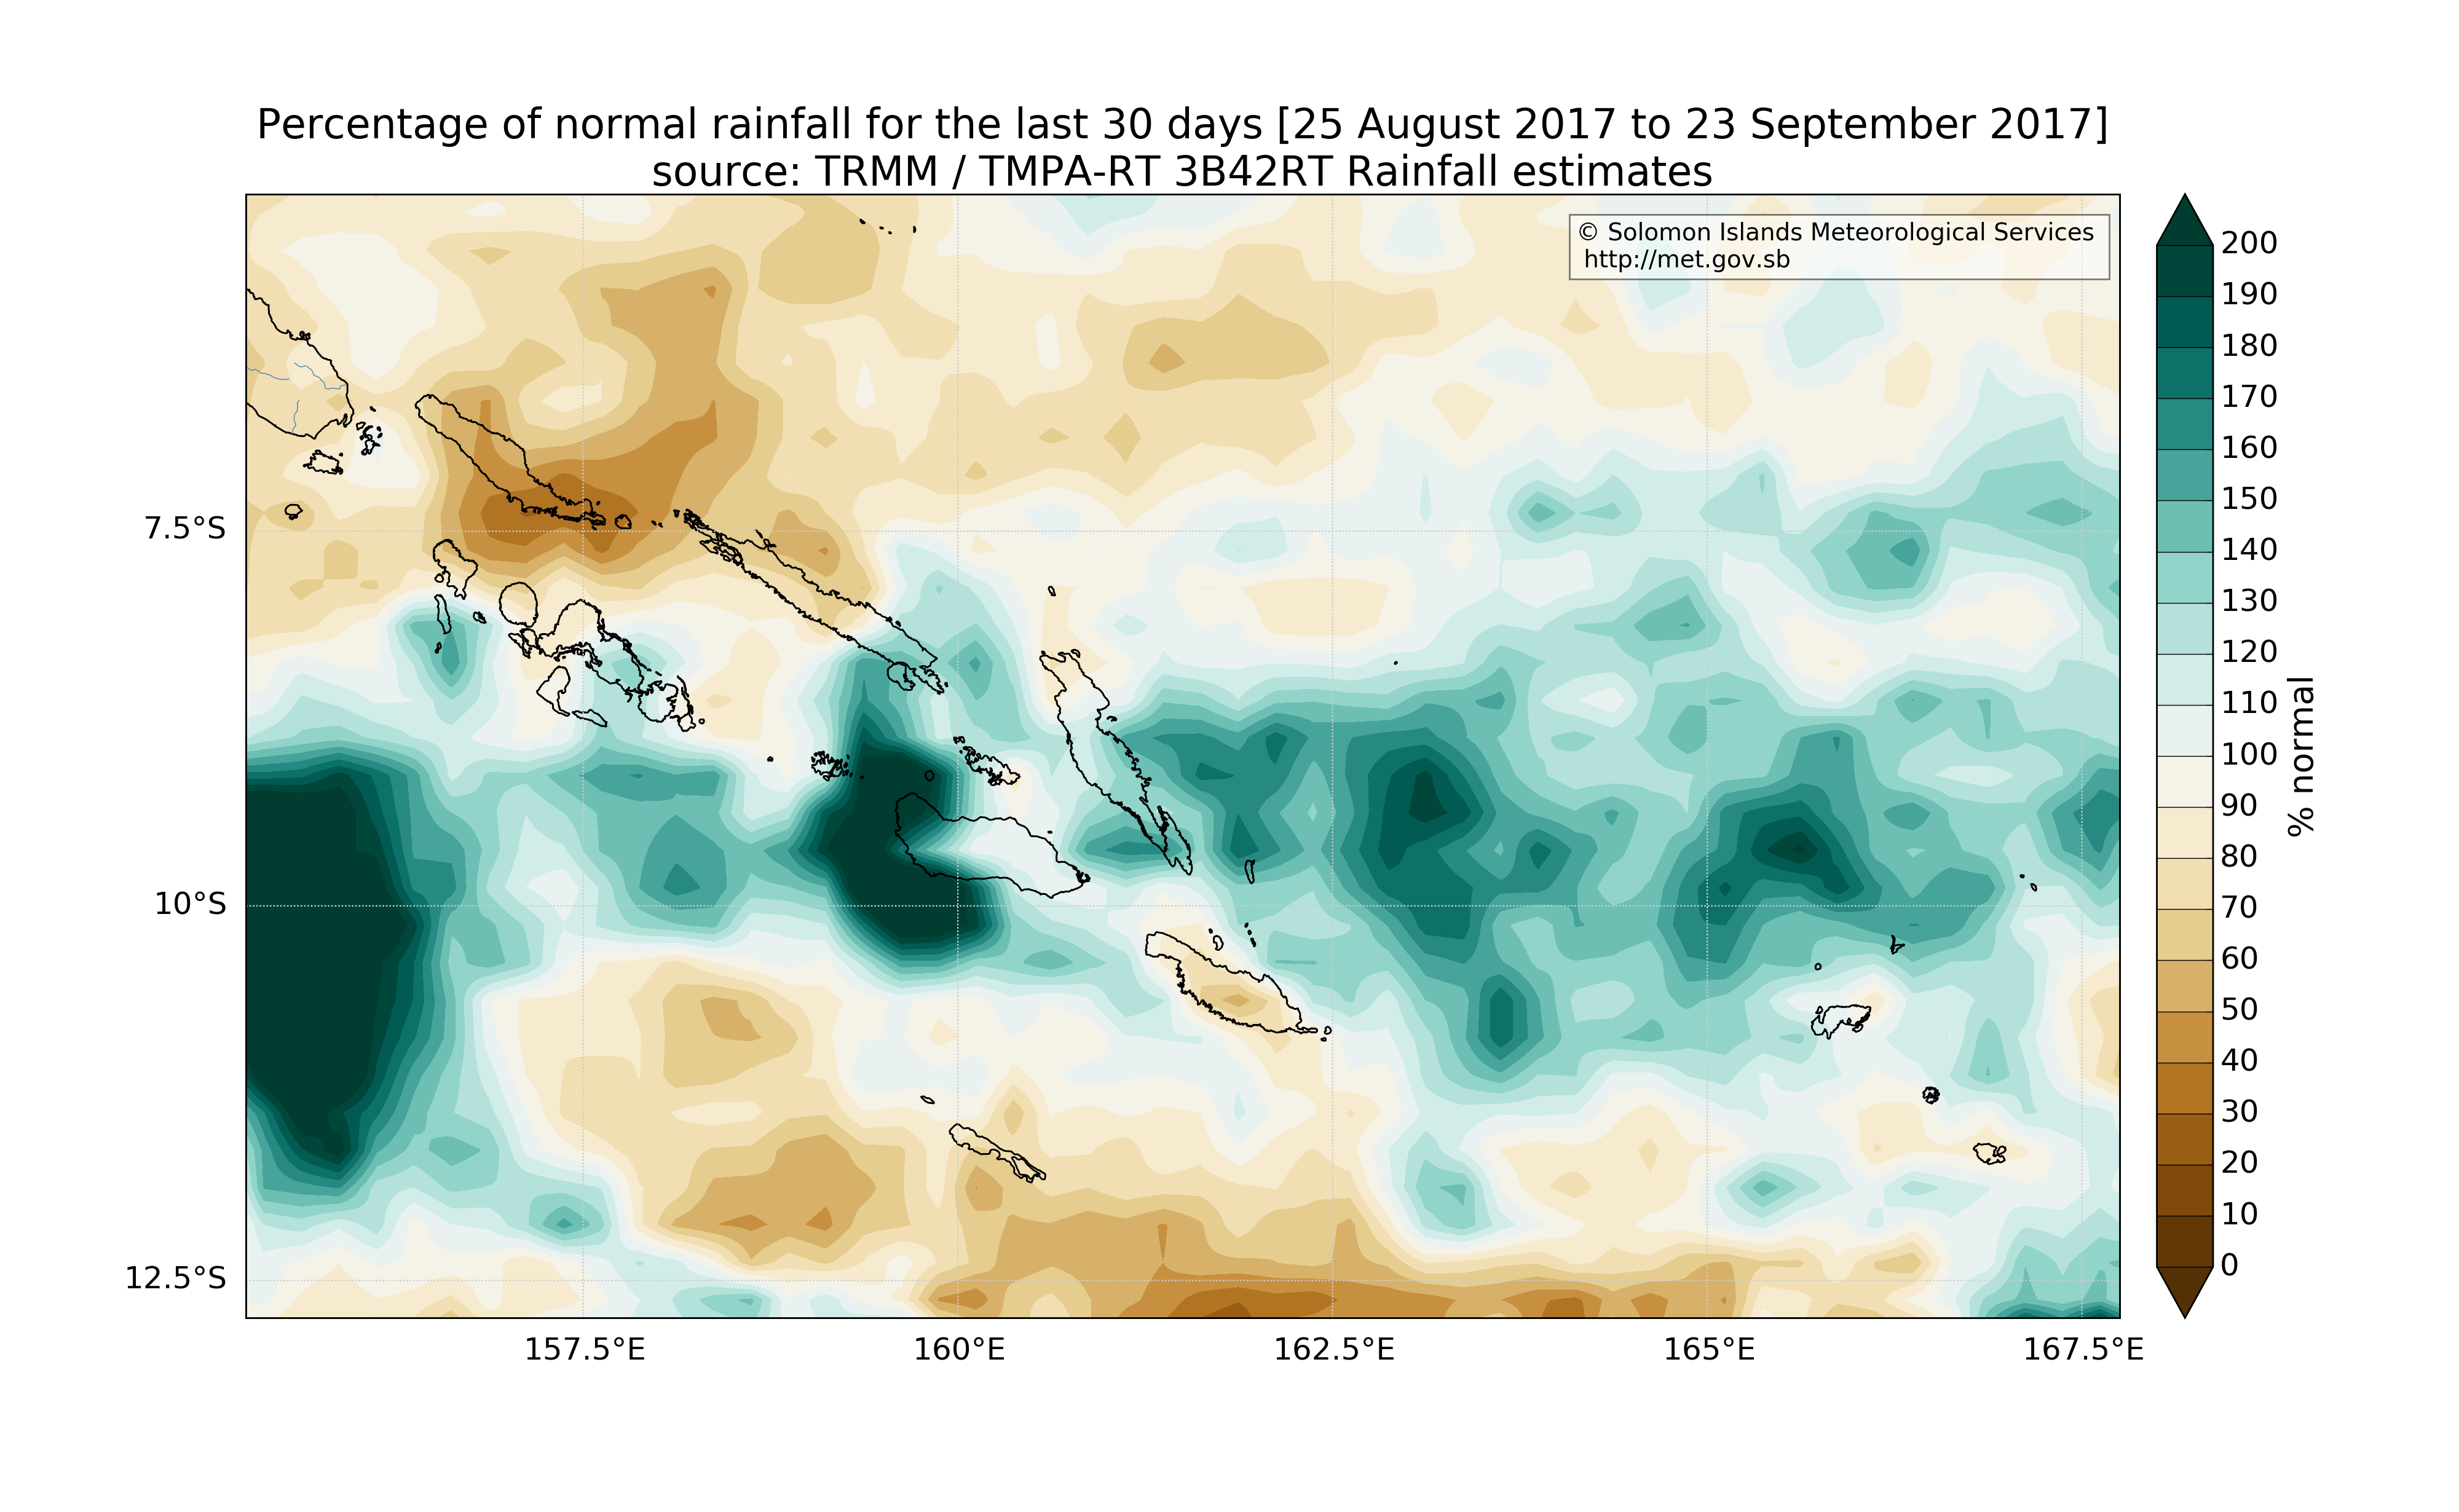 Percentage of normal rainfall for the last 30 days [25 August 2017 to 23 September 2017]
source: TRMM / TMPA-RT 3B42RT Rainfall estimates
© Solomon Islands Meteorological Services
http://met.gov.sb
7.5°S
10°S
12.5°S
157.5°E
160°E
162.5°E
165°E
167.5°E
200
190
180
170
160
150
140
130
120
110
100
90
80
70
60
50
40
30
20
10
0
% normal